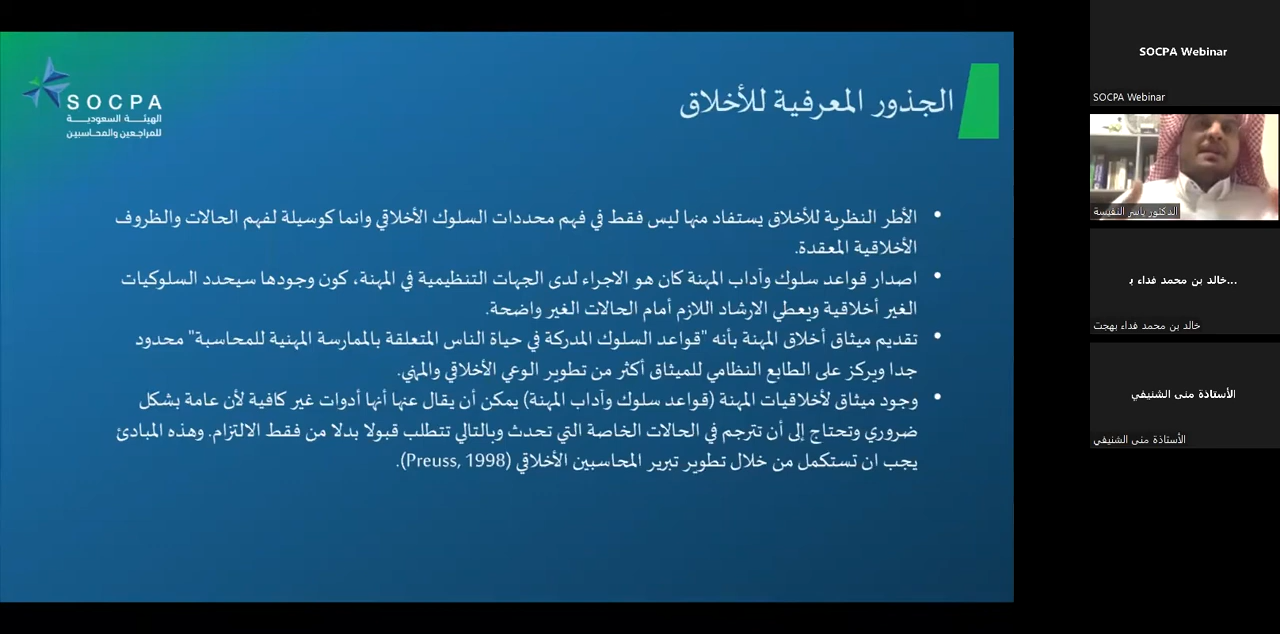 SOCPA
الهيئة السعودية
للمراجعين والمحاسبين
الجذور المعرفية للأخلاق
• الأطر النظرية للأخلاق يستفاد منها ليس فقط في فهم محددات السلوك الأخلاقي وانما كوسيلة لفهم الحالات والظروف
الأخلاقية المعقدة.
• اصدار قواعد سلوك وآداب المهنة كان هو الاجراء لدى الجهات التنظيمية في المهنة، كون وجودها سيحدد السلوكيات
الغير أخلاقية ويعطي الارشاد اللازم أمام الحالات الغير واضحة.
• تقديم ميثاق أخلاق المهنة بأنه "قواعد السلوك المدركة في حياة الناس المتعلقة بالممارسة المهنية للمحاسبة" محدود
جدا ويركز على الطابع النظامي للميثاق أكثر من تطوير الوعي الأخلاقي والمهني.
• وجود ميثاق لأخلاقيات المهنة (قواعد سلوك وآداب المهنة) يمكن أن يقال عنها أنها أدوات غير كافية لأن عامة بشكل
ضروري وتحتاج إلى أن تترجم في الحالات الخاصة التي تحدث وبالتالي تتطلب قبولا بدلا من فقط الالتزام. وهذه المبادئ
يجب ان تستكمل من خلال تطوير تبرير المحاسبين الأخلاقي (Preuss, 1998).
SOCPA Webinar
SOCPA Webinar
الدكتور ياسر النفيسة
خالد بن محمد فداء ب...
خالد بن محمد فداء بهجت
الأستاذة منى الشنيفي
الأستاذة منى الشنيفي